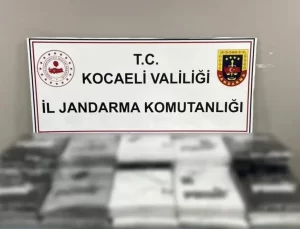 T.C.
KOCAELİ VALİLİĞİ
İL JANDARMA KOMUTANLIĞI